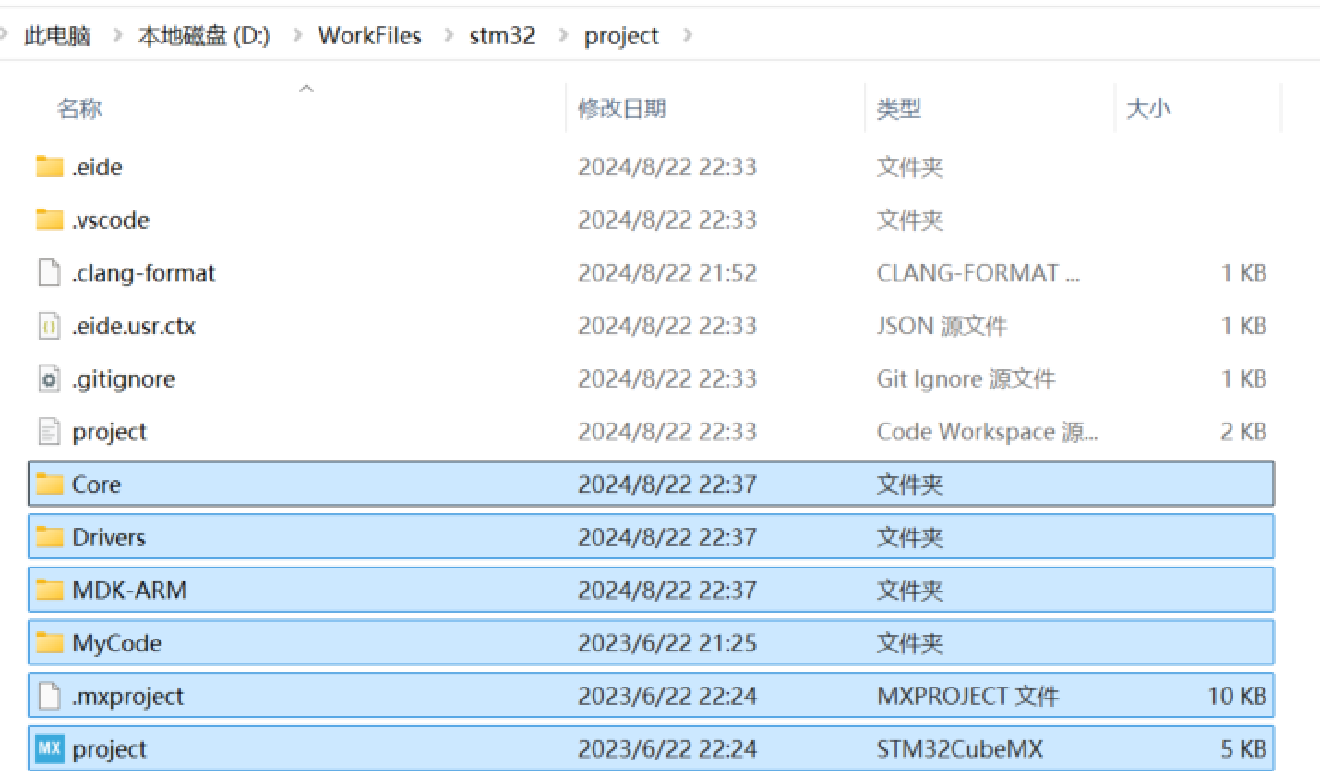 此电脑 > 本地磁盘 (D:) > WorkFiles > stm32 > project >
名称 修改日期 类型 大小
.eide 2024/8/22 22:33 文件夹
.vscode 2024/8/22 22:33 文件夹
.clang-format 2024/8/22 21:52 CLANG-FORMAT ... 1 KB
.eide.usr.ctx 2024/8/22 22:33 JSON 源文件 1 KB
.gitignore 2024/8/22 22:33 Git Ignore 源文件 1 KB
project 2024/8/22 22:33 Code Workspace 源... 2 KB
Core 2024/8/22 22:37 文件夹
Drivers 2024/8/22 22:37 文件夹
MDK-ARM 2024/8/22 22:37 文件夹
MyCode 2023/6/22 21:25 文件夹
.mxproject 2023/6/22 22:24 MXPROJECT 文件 10 KB
MX project 2023/6/22 22:24 STM32CubeMX 5 KB